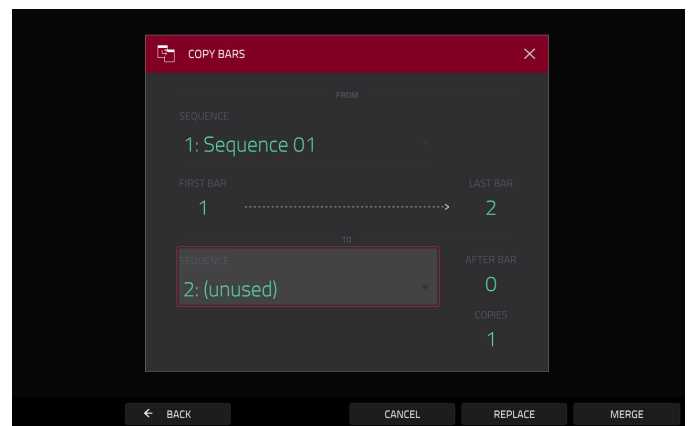 COPY BARS
FROM
SEQUENCE
1: Sequence 01
FIRST BAR
LAST BAR
1
2
TO
SEQUENCE
AFTER BAR
2: (unused)
0
COPIES
1
BACK
CANCEL
REPLACE
MERGE